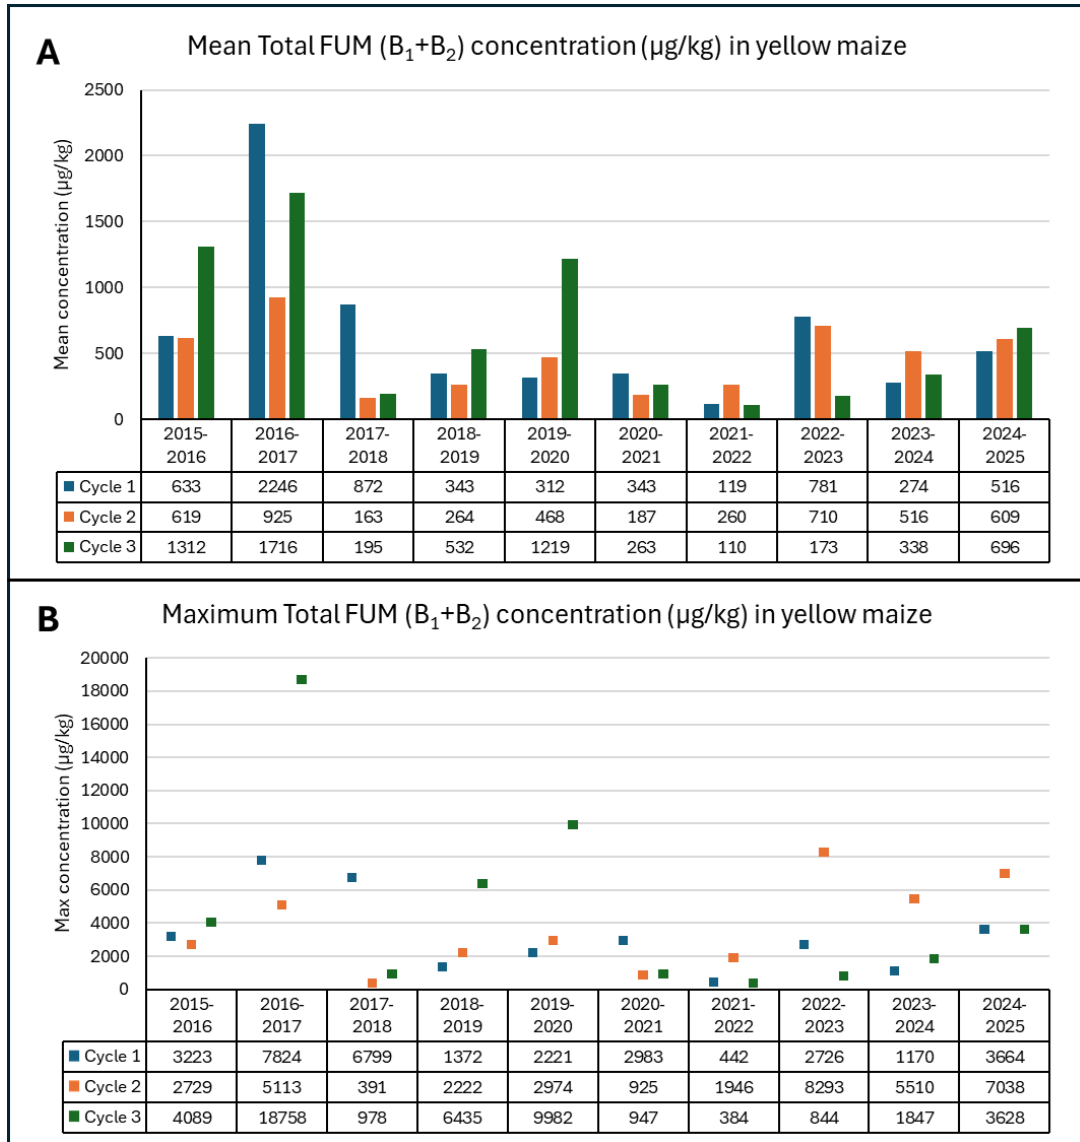 A
Mean Total FUM (B₁+B₂) concentration (µg/kg) in yellow maize
Mean concentration (µg/kg)
2500
2000
1500
1000
500
0
2015-2016 2016-2017 2017-2018 2018-2019 2019-2020 2020-2021 2021-2022 2022-2023 2023-2024 2024-2025
Cycle 1 633 2246 872 343 312 343 119 781 274 516
Cycle 2 619 925 163 264 468 187 260 710 516 609
Cycle 3 1312 1716 195 532 1219 263 110 173 338 696
B
Maximum Total FUM (B₁+B₂) concentration (µg/kg) in yellow maize
Max concentration (µg/kg)
20000
18000
16000
14000
12000
10000
8000
6000
4000
2000
0
2015-2016 2016-2017 2017-2018 2018-2019 2019-2020 2020-2021 2021-2022 2022-2023 2023-2024 2024-2025
Cycle 1 3223 7824 6799 1372 2221 2983 442 2726 1170 3664
Cycle 2 2729 5113 391 2222 2974 925 1946 8293 5510 7038
Cycle 3 4089 18758 978 6435 9982 947 384 844 1847 3628